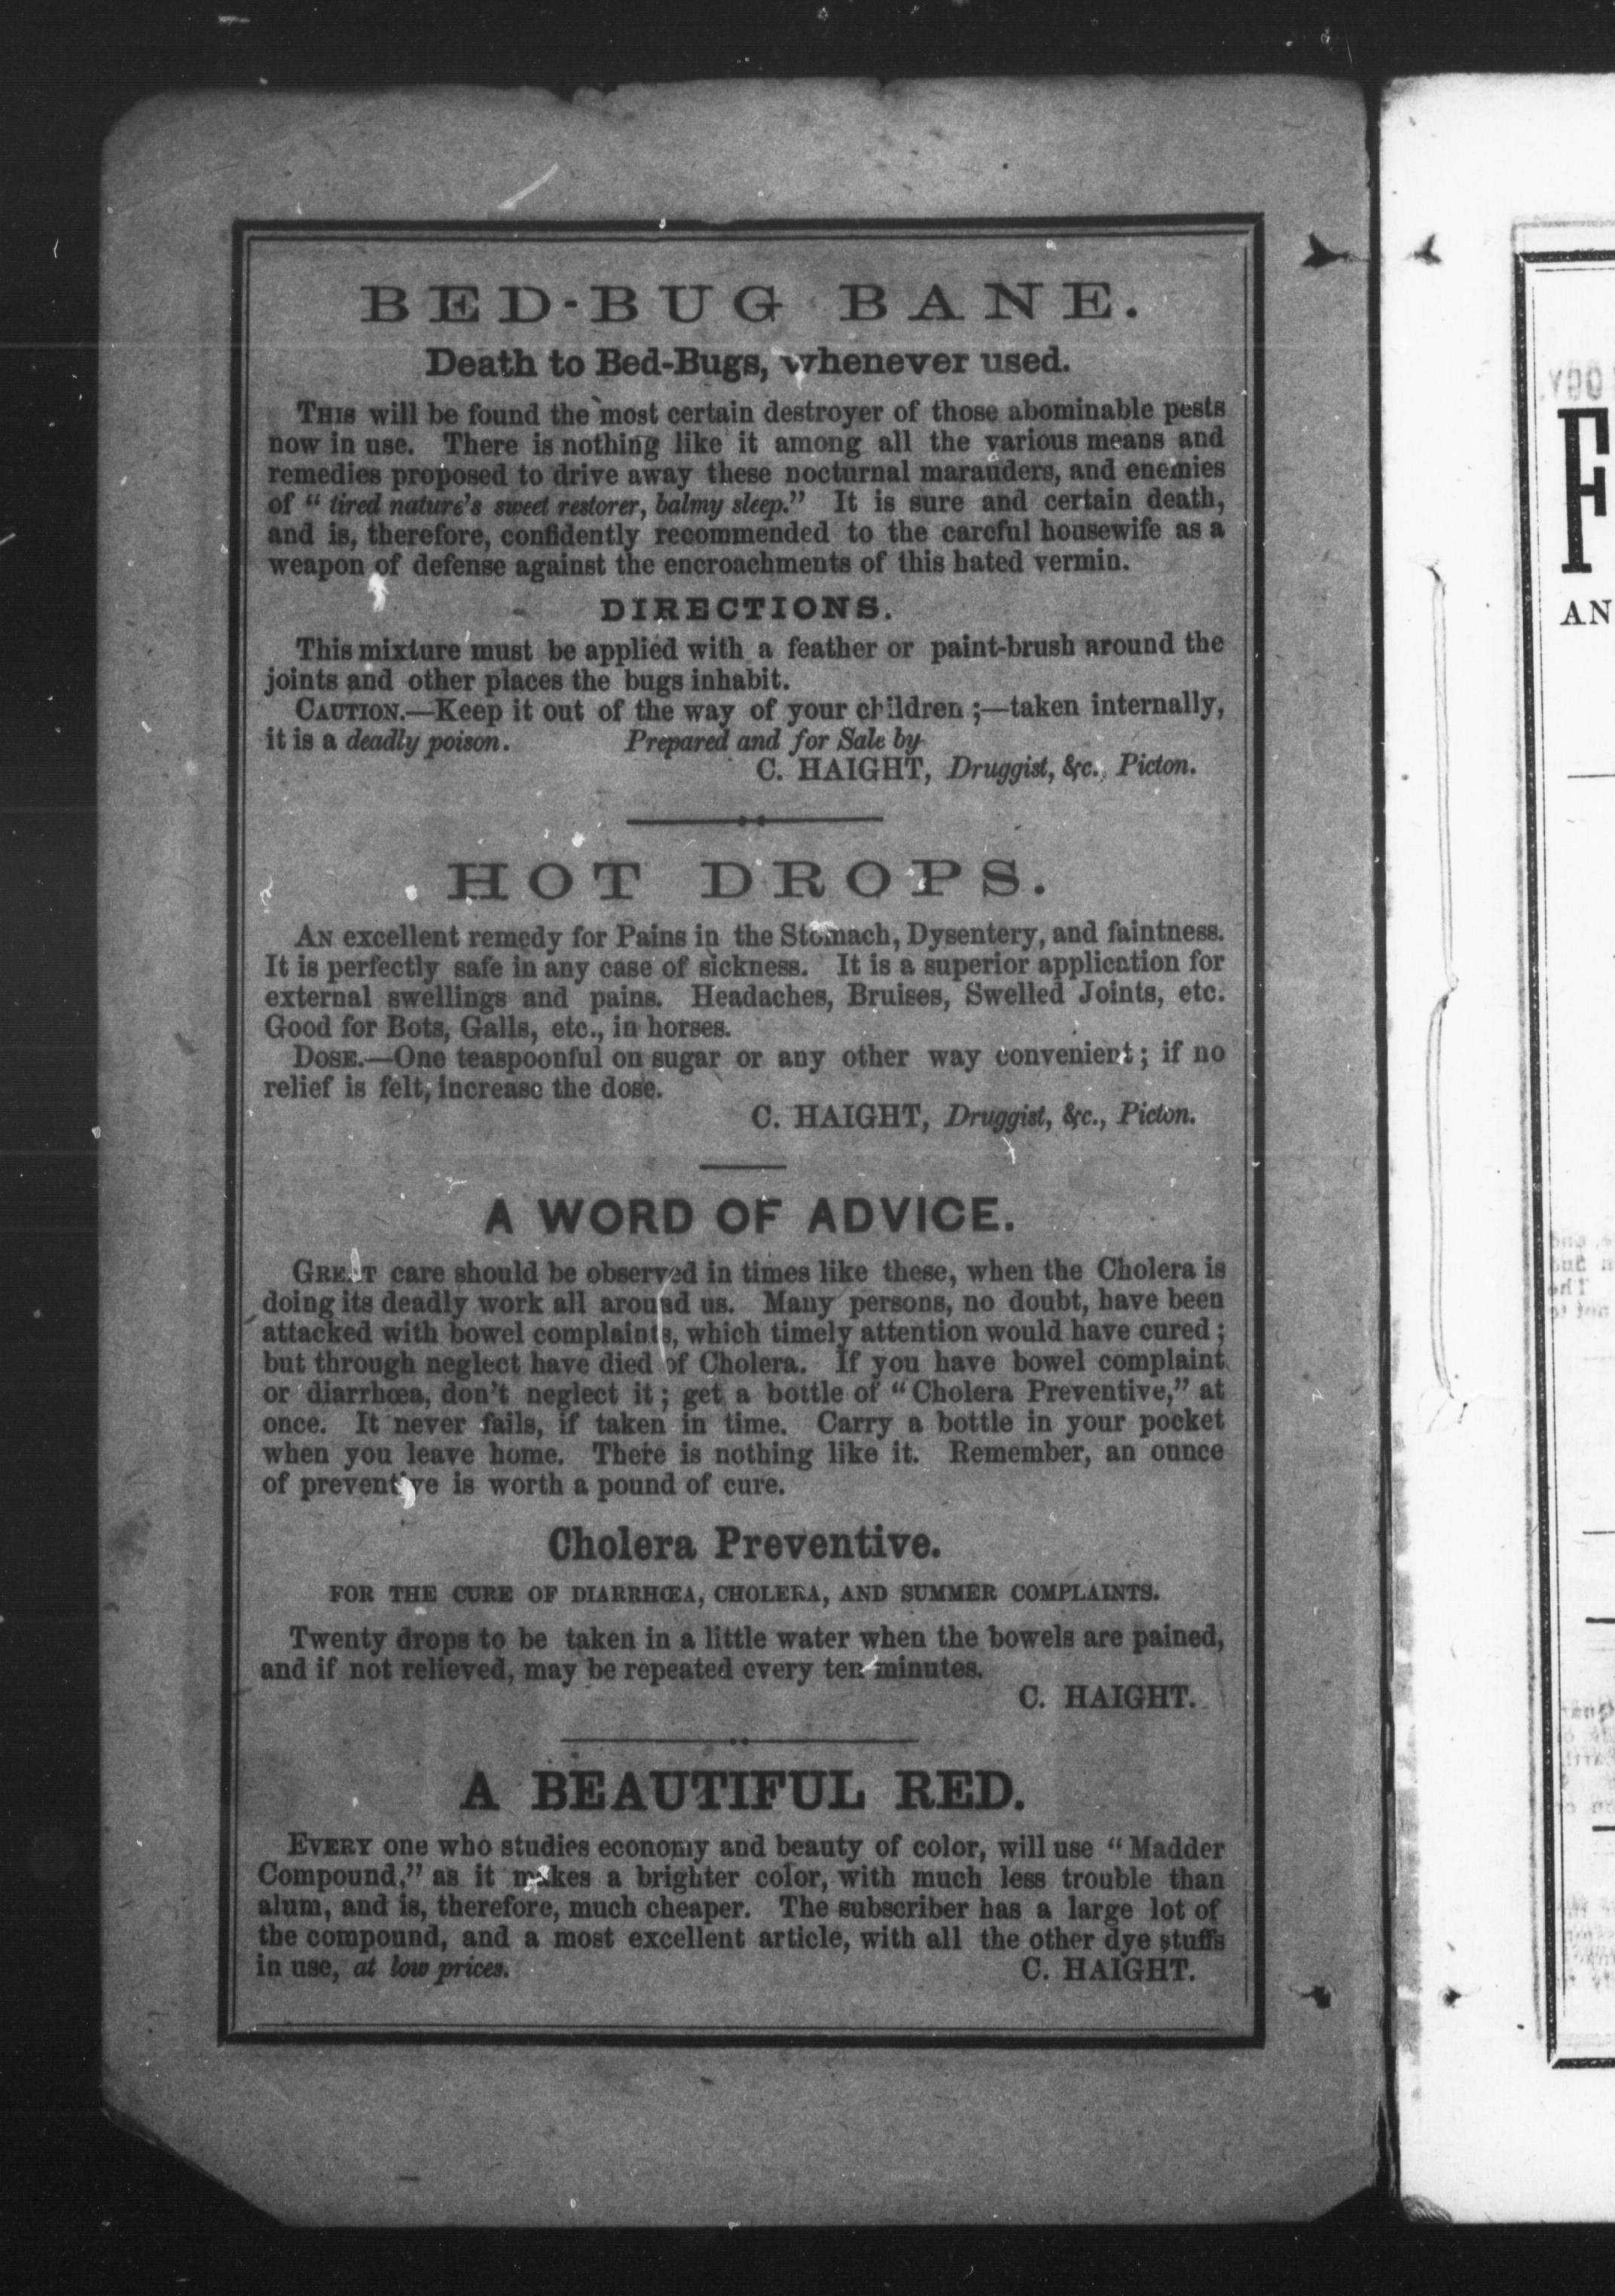 BED-BUG BANE.
Death to Bed-Bugs, whenever used.
THIS will be found the most certain destroyer of those abominable pests
now in use. There is nothing like it among all the various means and
remedies proposed to drive away these nocturnal marauders, and enemies
of "tired nature's sweet restorer, balmy sleep." It is sure and certain death,
and is, therefore, confidently recommended to the careful housewife as a
weapon of defense against the encroachments of this hated vermin.
DIRECTIONS.
This mixture must be applied with a feather or paint-brush around the
joints and other places the bugs inhabit.
CAUTION.—Keep it out of the way of your children;—taken internally,
it is a deadly poison. Prepared and for Sale by
C. HAIGHT, Druggist, &c., Picton.
HOT DROPS.
AN excellent remedy for Pains in the Stomach, Dysentery, and faintness.
It is perfectly safe in any case of sickness. It is a superior application for
external swellings and pains. Headaches, Bruises, Swelled Joints, etc.
Good for Bots, Galls, etc., in horses.
DOSE.—One teaspoonful on sugar or any other way convenient; if no
relief is felt, increase the dose.
C. HAIGHT, Druggist, &c., Picton.
A WORD OF ADVICE.
GREAT care should be observed in times like these, when the Cholera is
doing its deadly work all around us. Many persons, no doubt, have been
attacked with bowel complaints, which timely attention would have cured;
but through neglect have died of Cholera. If you have bowel complaint
or diarrhœa, don't neglect it; get a bottle of "Cholera Preventive," at
once. It never fails, if taken in time. Carry a bottle in your pocket
when you leave home. There is nothing like it. Remember, an ounce
of preventive is worth a pound of cure.
Cholera Preventive.
FOR THE CURE OF DIARRHŒA, CHOLERA, AND SUMMER COMPLAINTS.
Twenty drops to be taken in a little water when the bowels are pained,
and if not relieved, may be repeated every ten minutes.
C. HAIGHT.
A BEAUTIFUL RED.
EVERY one who studies economy and beauty of color, will use "Madder
Compound," as it makes a brighter color, with much less trouble than
alum, and is, therefore, much cheaper. The subscriber has a large lot of
the compound, and a most excellent article, with all the other dye stuffs
in use, at low prices. C. HAIGHT.
F
AN